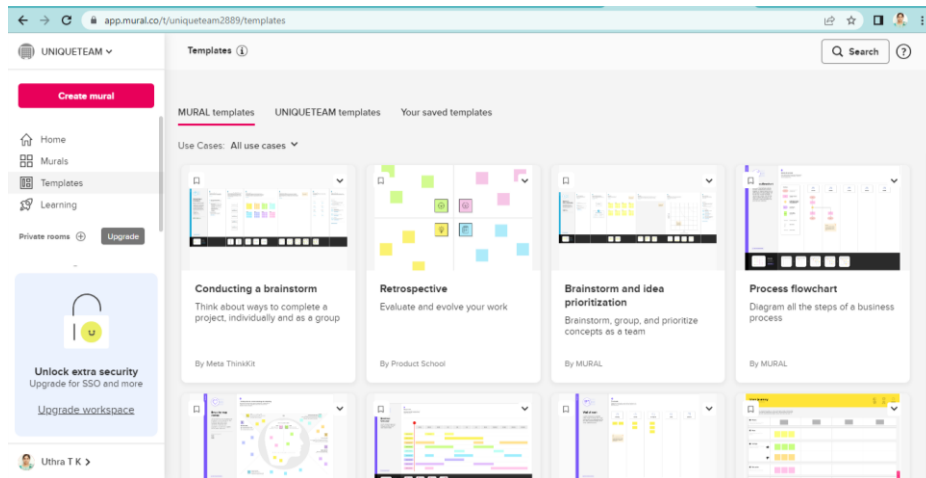 app.mural.co/t/uniqueteam2889/templates
UNIQUETEAM
Templates
Search
Create mural
MURAL templates UNIQUETEAM templates Your saved templates
Home
Use Cases: All use cases
Murals
Templates
Learning
Private rooms
Upgrade
Conducting a brainstorm
Think about ways to complete a
project, individually and as a group
By Meta ThinkKit
Retrospective
Evaluate and evolve your work
By Product School
Brainstorm and idea
prioritization
Brainstorm, group, and prioritize
concepts as a team
By MURAL
Process flowchart
Diagram all the steps of a business
process
By MURAL
Unlock extra security
Upgrade for SSO and more
Upgrade workspace
Uthra T K